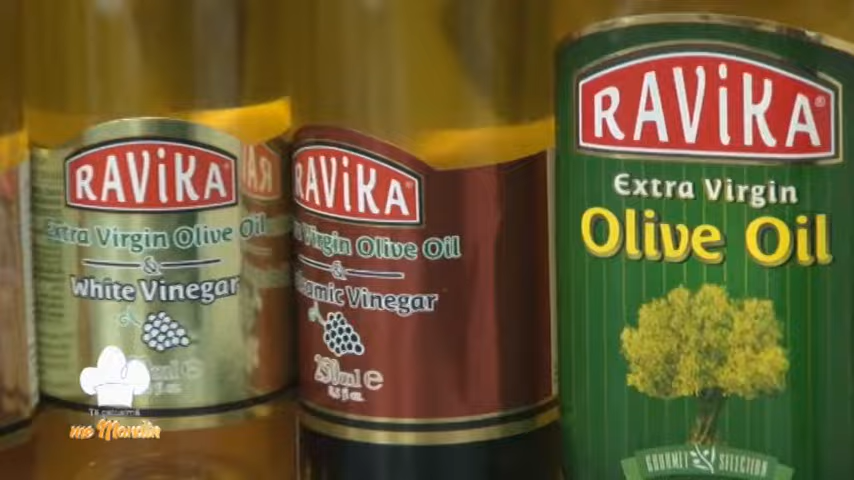 RAViKA
Extra Virgin Olive Oil
&
White Vinegar
RAViKA
Virgin Olive Oil
&
Vinegar
250ml e
RAViKA®
Extra Virgin
Olive Oil
GOURMET SELECTION